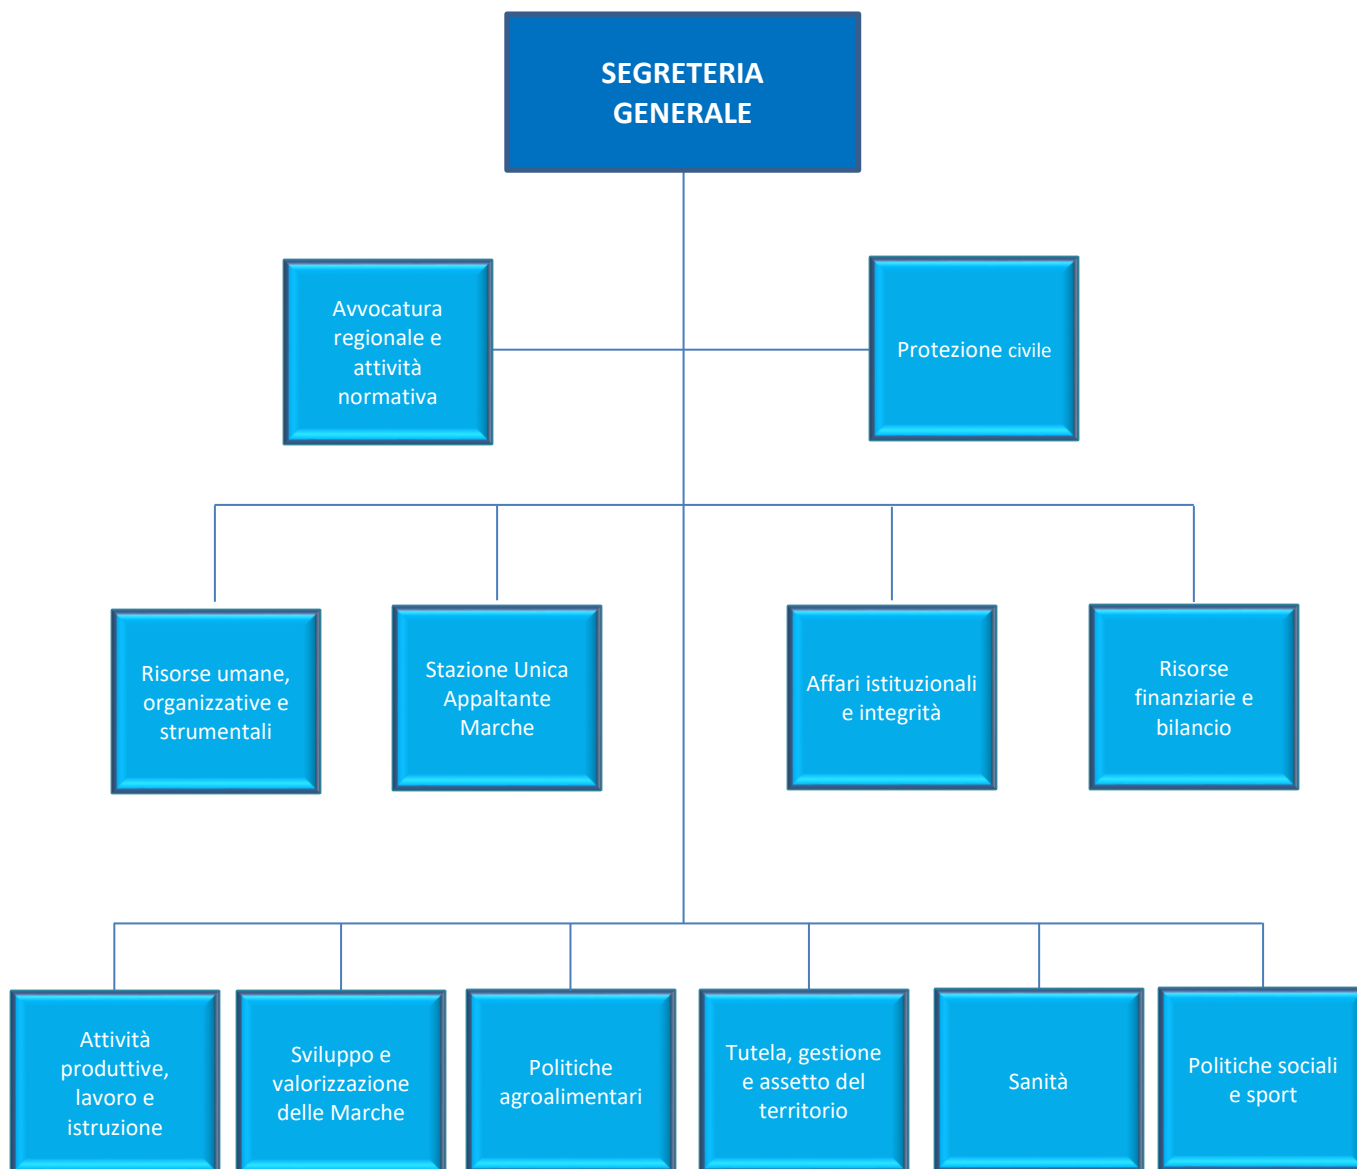 SEGRETERIA
GENERALE
Avvocatura
regionale e
attività
normativa
Protezione civile
Risorse umane,
organizzative e
strumentali
Stazione Unica
Appaltante
Marche
Affari istituzionali
e integrità
Risorse
finanziarie e
bilancio
Attività
produttive,
lavoro e
istruzione
Sviluppo e
valorizzazione
delle Marche
Politiche
agroalimentari
Tutela, gestione
e assetto del
territorio
Sanità
Politiche sociali
e sport